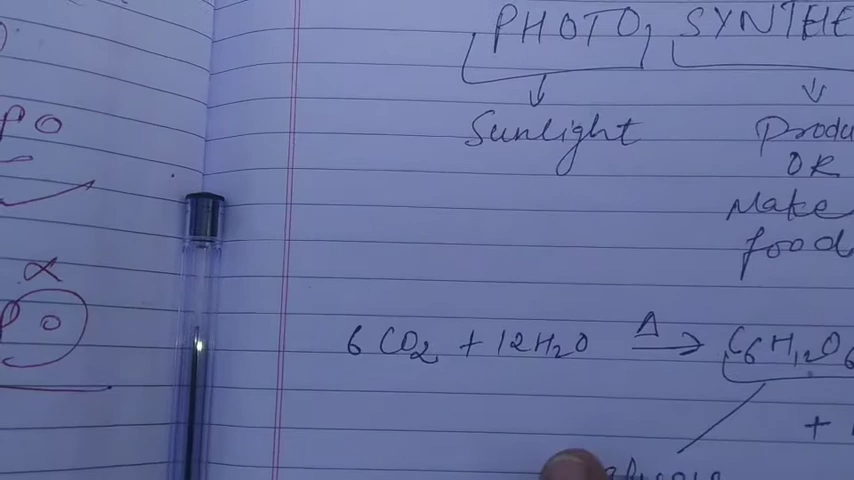 PHOTO SYNTHE
Sunlight Produ
OR
Make
food
6 CO2 + 12H2O Δ→ C6H12O6
+
PO
α
PO